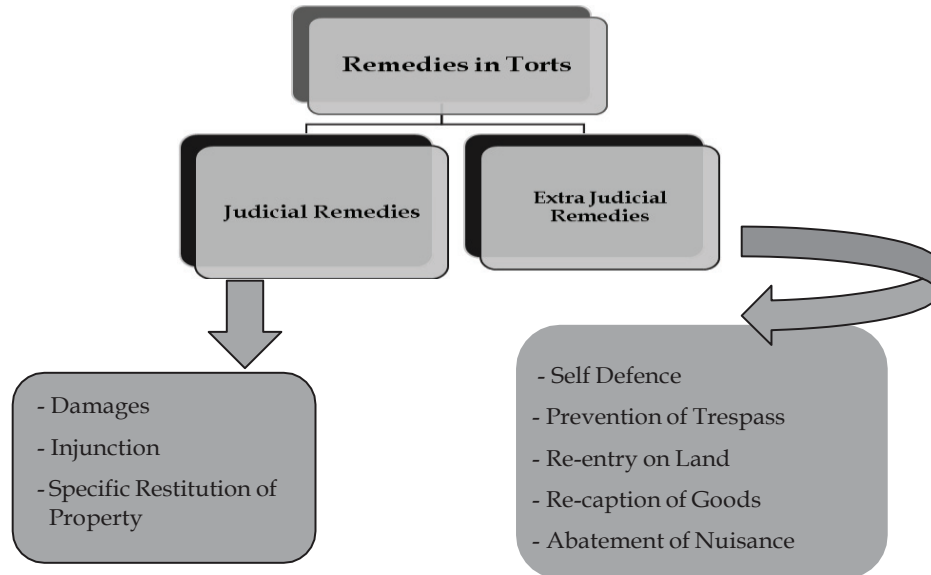 Remedies in Torts
Judicial Remedies
Extra Judicial
Remedies
- Damages
- Injunction
- Specific Restitution of
Property
- Self Defence
- Prevention of Trespass
- Re-entry on Land
- Re-caption of Goods
- Abatement of Nuisance